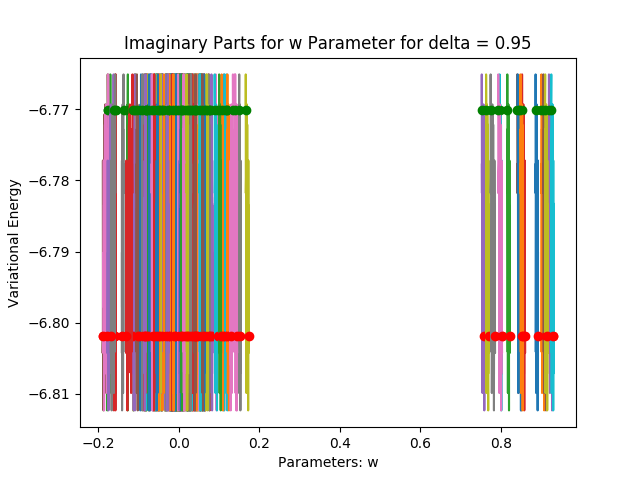 Imaginary Parts for w Parameter for delta = 0.95
Variational Energy
−6.77
−6.78
−6.79
−6.80
−6.81
−0.2 0.0 0.2 0.4 0.6 0.8
Parameters: w